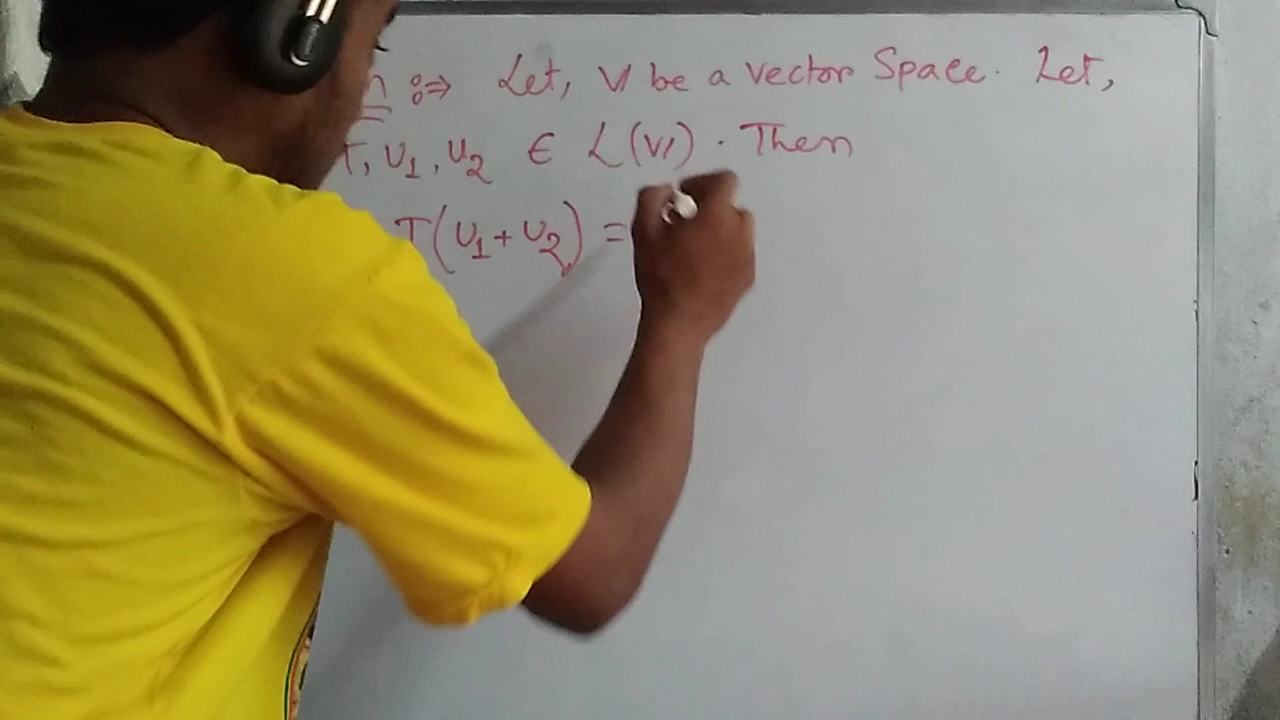 :⇒ Let, V be a vector Space. Let,
T, U₁, U₂ ∈ L(V). Then
T(U₁+U₂) =